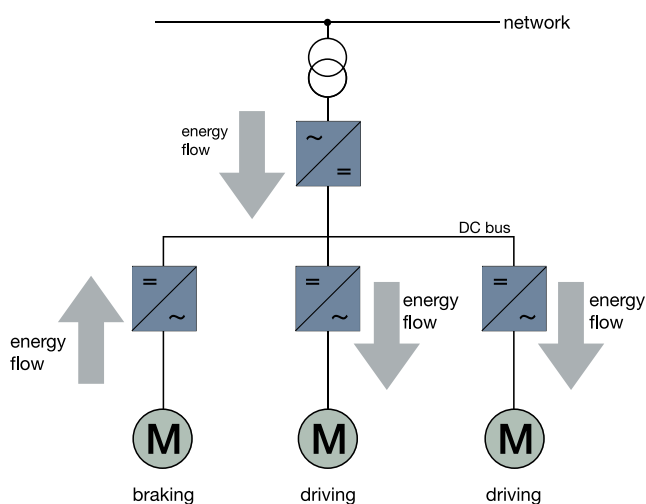 network
energy
flow
~
=
DC bus
=
~
=
~
=
~
energy
flow
energy
flow
energy
flow
M
M
M
braking
driving
driving